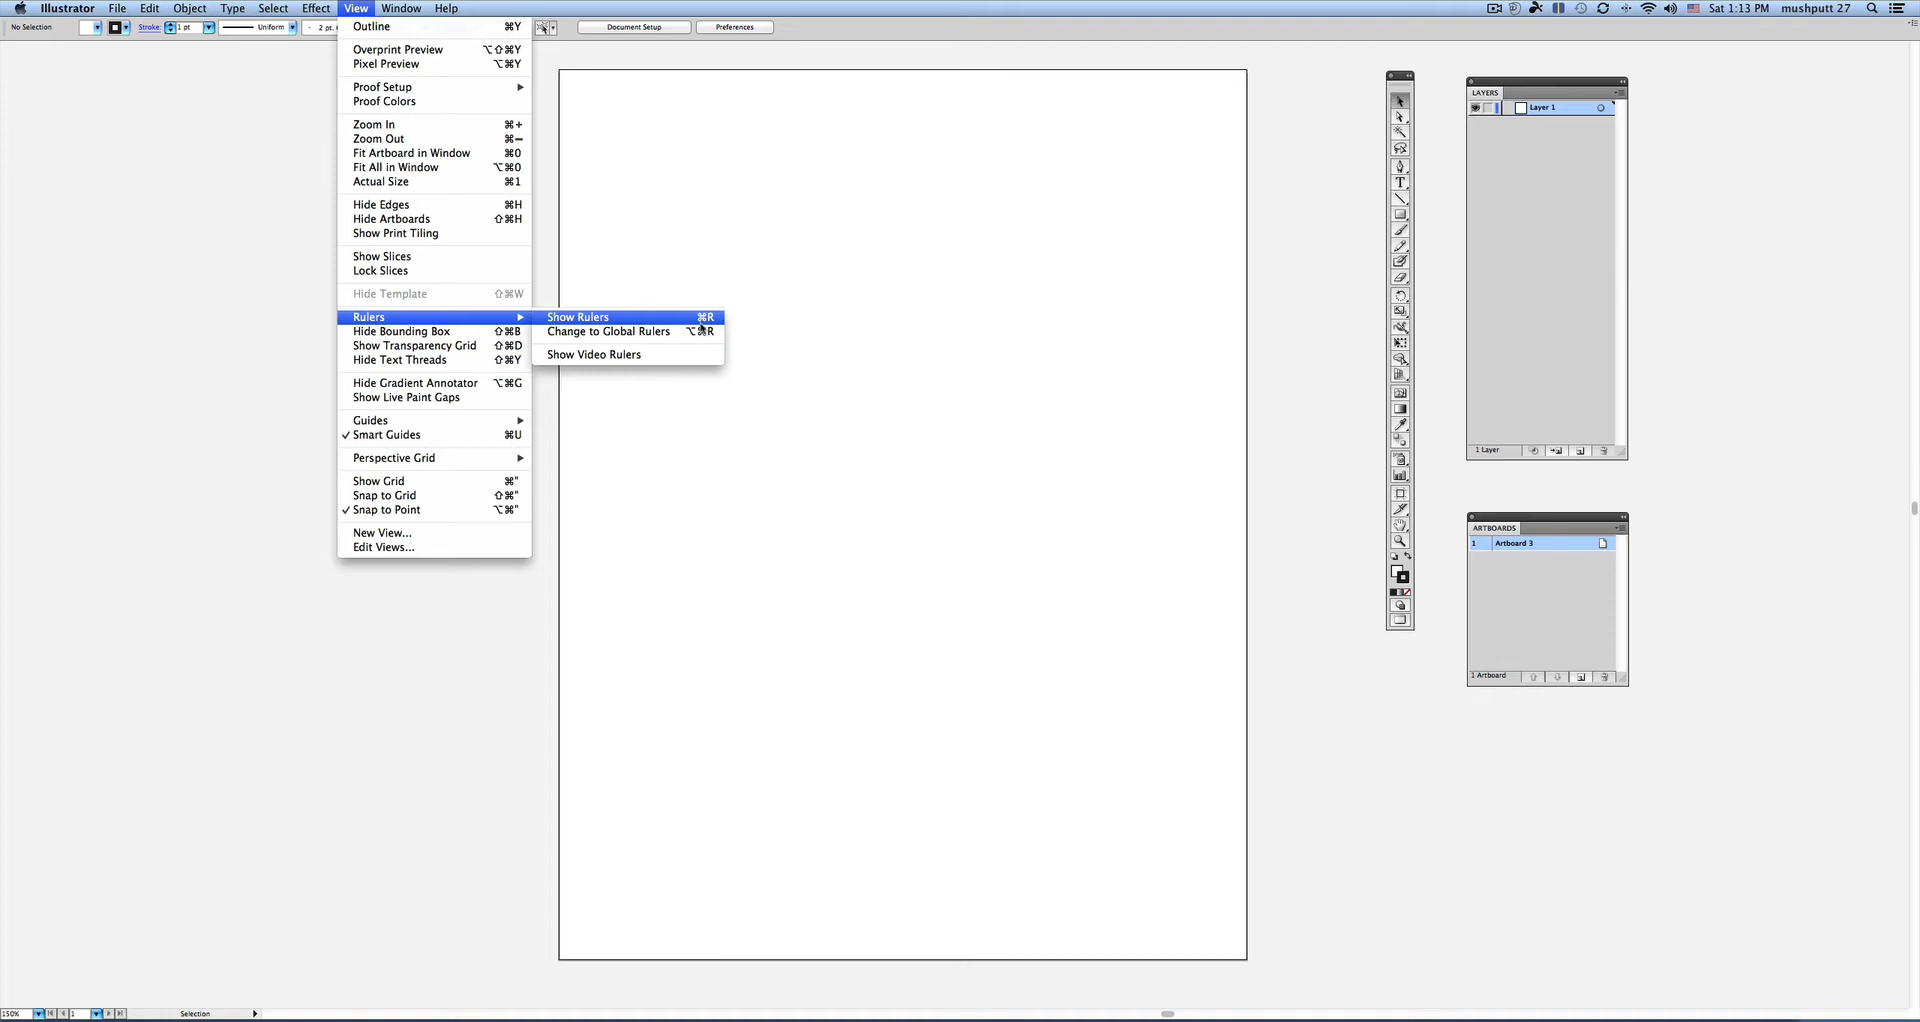 Illustrator File Edit Object Type Select Effect View Window Help Sat 1:13 PM mushputt 27
No Selection Stroke: 1 pt Uniform 2 pt. Document Setup Preferences
Outline ⌘Y
Overprint Preview ⌥⇧⌘Y
Pixel Preview ⌥⌘Y
Proof Setup
Proof Colors
Zoom In ⌘+
Zoom Out ⌘−
Fit Artboard in Window ⌘0
Fit All in Window ⌥⌘0
Actual Size ⌘1
Hide Edges ⌘H
Hide Artboards ⇧⌘H
Show Print Tiling
Show Slices
Lock Slices
Hide Template ⇧⌘W
Rulers
Hide Bounding Box ⇧⌘B
Show Transparency Grid ⇧⌘D
Hide Text Threads ⇧⌘Y
Hide Gradient Annotator ⌥⌘G
Show Live Paint Gaps
Guides
✓ Smart Guides ⌘U
Perspective Grid
Show Grid ⌘"
Snap to Grid ⇧⌘"
✓ Snap to Point ⌥⌘"
New View...
Edit Views...
Show Rulers ⌘R
Change to Global Rulers ⌥⌘R
Show Video Rulers
LAYERS
Layer 1
1 Layer
ARTBOARDS
1 Artboard 3
1 Artboard
150% 1 Selection